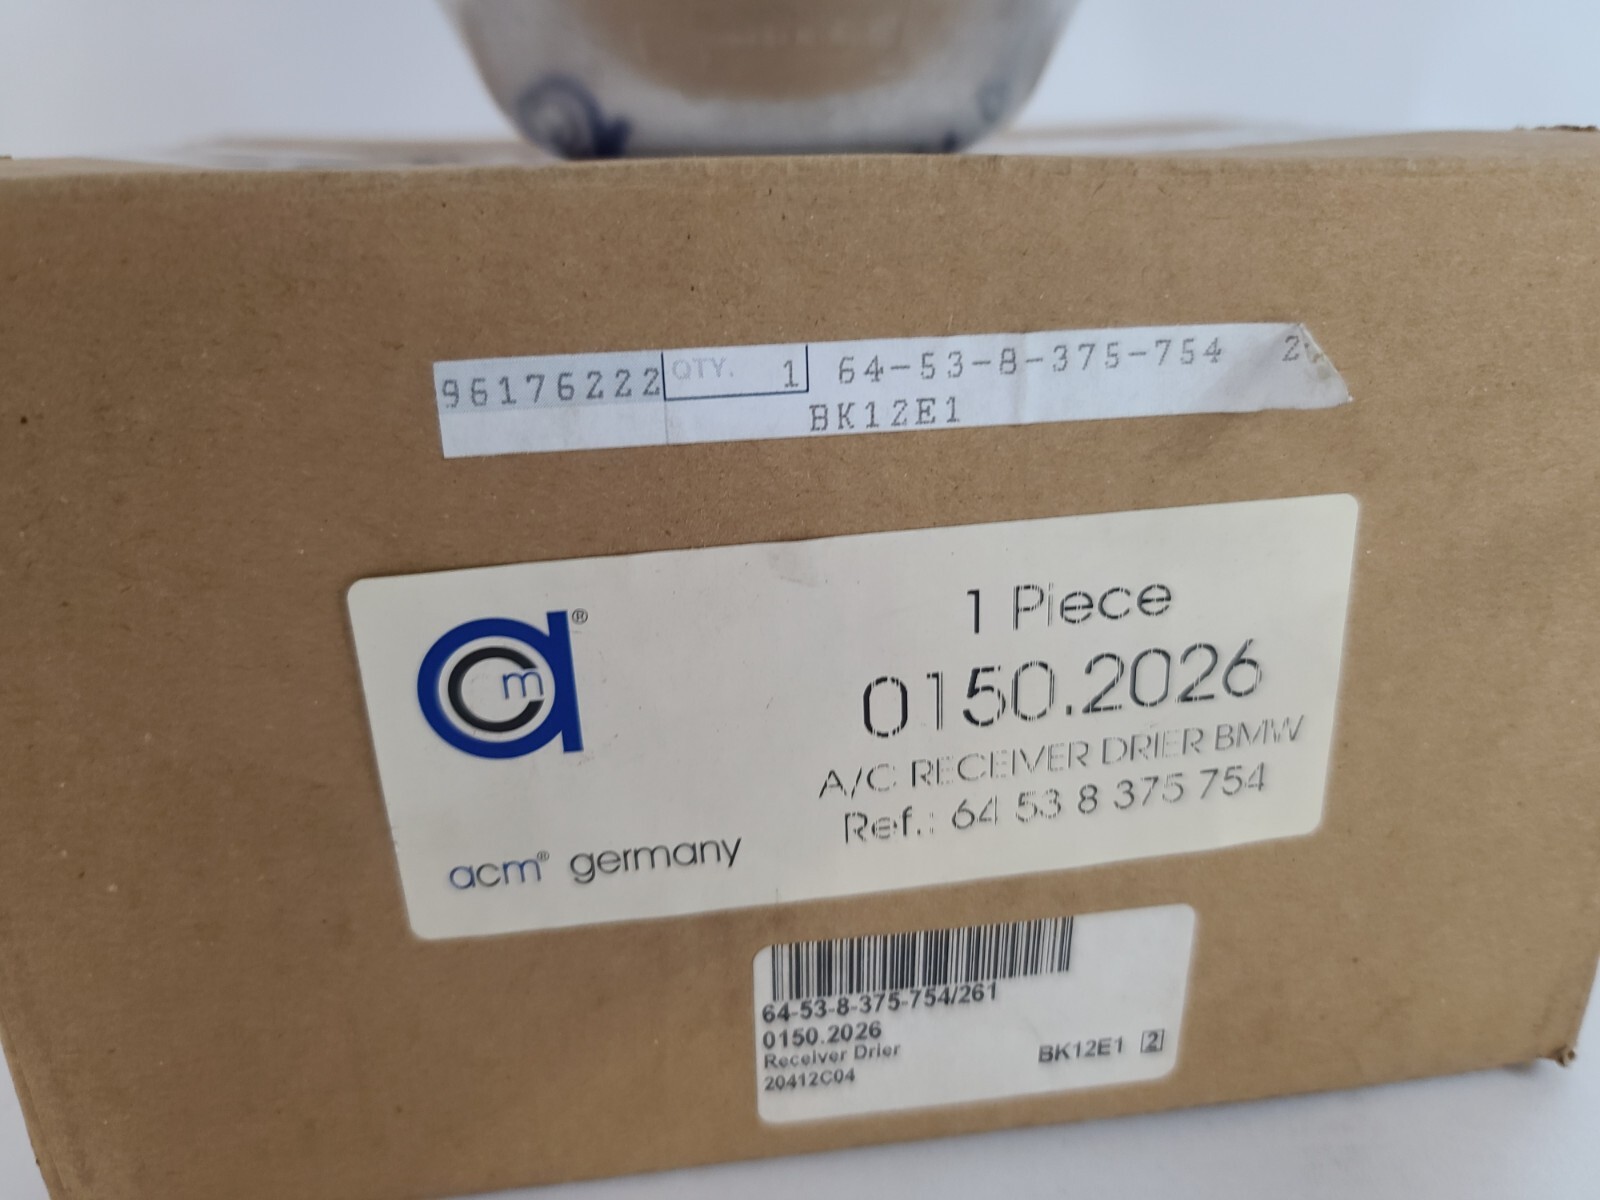 96176222 QTY. 1 64-53-8-375-754
BK12E1
acm®
1 Piece
0150.2026
A/C RECEIVER DRIER BMW
Ref.: 64 53 8 375 754
acm® germany
64-53-8-375-754/261
0150.2026
Receiver Drier
BK12E1 2
20412C04